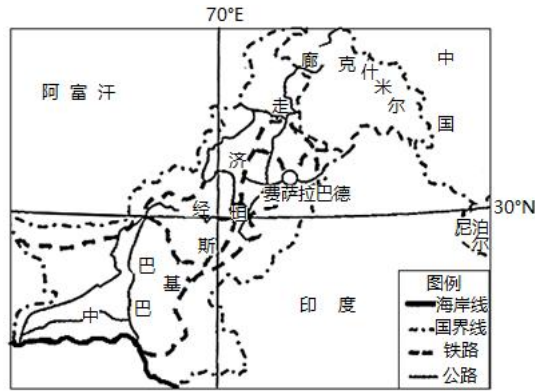 70°E
30°N
阿富汗
中国
克什米尔
中巴经济走廊
巴基斯坦
费萨拉巴德
尼泊尔
印度
图例
海岸线
国界线
铁路
公路